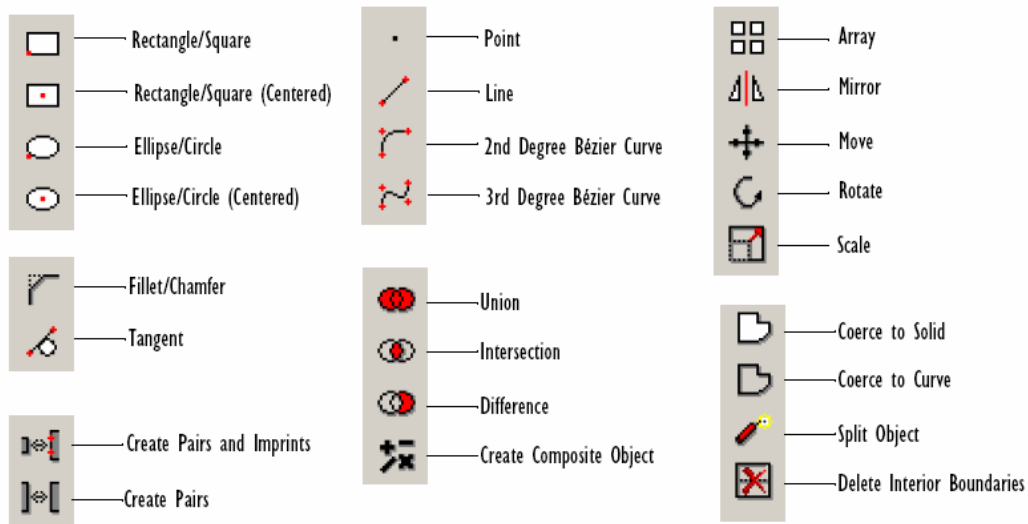 Rectangle/Square
Rectangle/Square (Centered)
Ellipse/Circle
Ellipse/Circle (Centered)
Fillet/Chamfer
Tangent
Create Pairs and Imprints
Create Pairs
Point
Line
2nd Degree Bézier Curve
3rd Degree Bézier Curve
Union
Intersection
Difference
Create Composite Object
Array
Mirror
Move
Rotate
Scale
Coerce to Solid
Coerce to Curve
Split Object
Delete Interior Boundaries